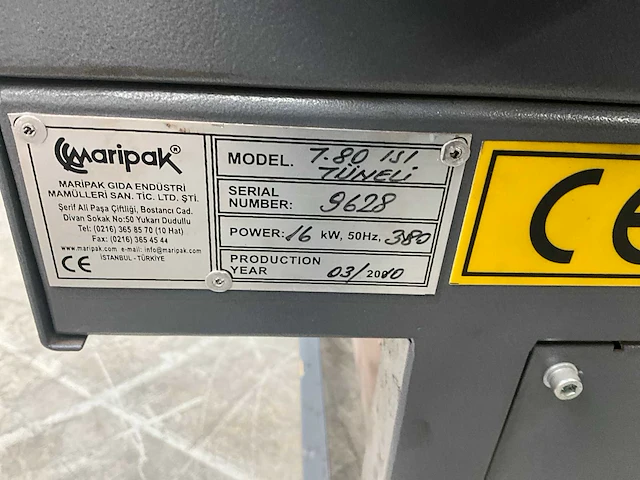 Maripak®
MARIPAK GIDA ENDÜSTRİ
MAMÜLLERİ SAN. TİC. LTD. ŞTİ.
Şerif Ali Paşa Çiftliği, Bostancı Cad.
Divan Sokak No:50 Yukarı Dudullu
Tel: (0216) 365 85 70 (10 Hat)
Fax: (0216) 365 45 44
www.maripak.com e-mail: info@maripak.com
İSTANBUL - TÜRKİYE
CE
MODEL. T-80 ISI
TÜNELİ
SERIAL
NUMBER: 9628
POWER: 16 kW, 50Hz, 380
PRODUCTION
YEAR 03/2010
CE